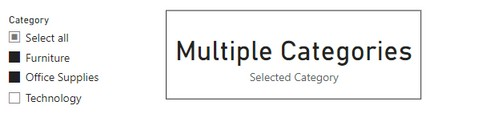 Category
Select all
Furniture
Office Supplies
Technology
Multiple Categories
Selected Category